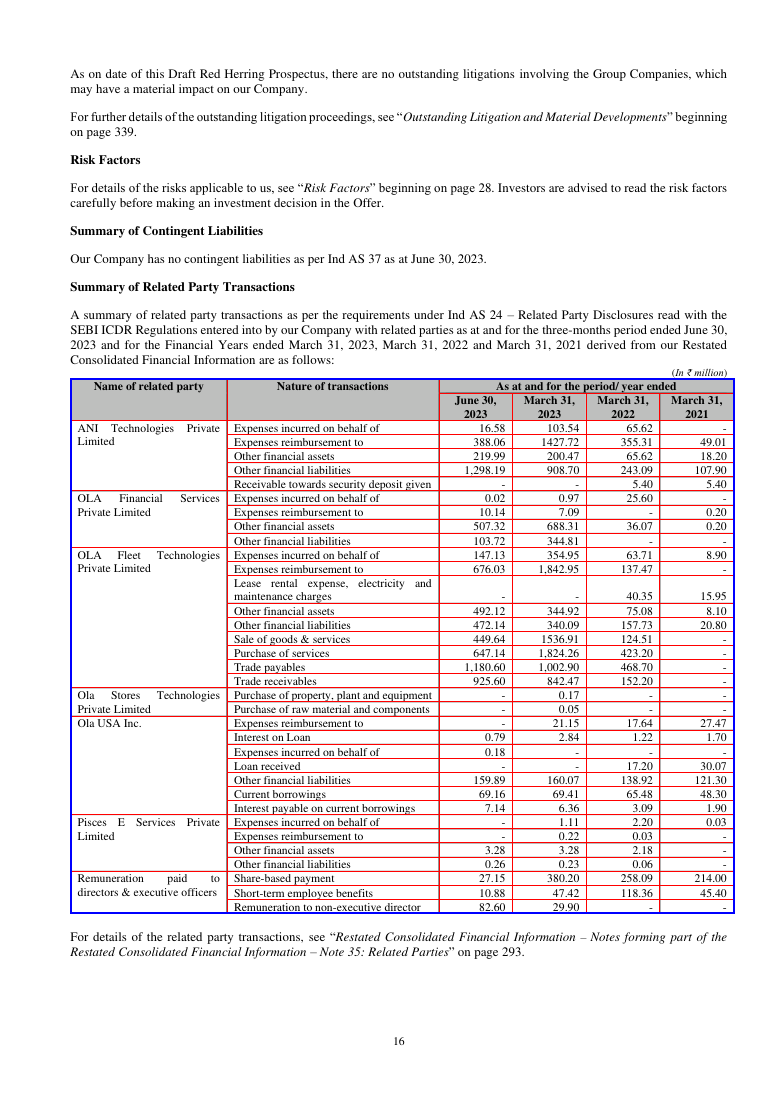 As on date of this Draft Red Herring Prospectus, there are no outstanding litigations involving the Group Companies, which
may have a material impact on our Company.
For further details of the outstanding litigation proceedings, see “Outstanding Litigation and Material Developments” beginning
on page 339.
Risk Factors
For details of the risks applicable to us, see “Risk Factors” beginning on page 28. Investors are advised to read the risk factors
carefully before making an investment decision in the Offer.
Summary of Contingent Liabilities
Our Company has no contingent liabilities as per Ind AS 37 as at June 30, 2023.
Summary of Related Party Transactions
A summary of related party transactions as per the requirements under Ind AS 24 – Related Party Disclosures read with the
SEBI ICDR Regulations entered into by our Company with related parties as at and for the three-months period ended June 30,
2023 and for the Financial Years ended March 31, 2023, March 31, 2022 and March 31, 2021 derived from our Restated
Consolidated Financial Information are as follows:
(In ₹ million)
Name of related party Nature of transactions As at and for the period/ year ended
June 30, March 31, March 31, March 31,
2023 2023 2022 2021
ANI Technologies Private Expenses incurred on behalf of 16.58 103.54 65.62 -
Limited Expenses reimbursement to 388.06 1427.72 355.31 49.01
Other financial assets 219.99 200.47 65.62 18.20
Other financial liabilities 1,298.19 908.70 243.09 107.90
Receivable towards security deposit given - - 5.40 5.40
OLA Financial Services Expenses incurred on behalf of 0.02 0.97 25.60 -
Private Limited Expenses reimbursement to 10.14 7.09 - 0.20
Other financial assets 507.32 688.31 36.07 0.20
Other financial liabilities 103.72 344.81 - -
OLA Fleet Technologies Expenses incurred on behalf of 147.13 354.95 63.71 8.90
Private Limited Expenses reimbursement to 676.03 1,842.95 137.47 -
Lease rental expense, electricity and
maintenance charges - - 40.35 15.95
Other financial assets 492.12 344.92 75.08 8.10
Other financial liabilities 472.14 340.09 157.73 20.80
Sale of goods & services 449.64 1536.91 124.51 -
Purchase of services 647.14 1,824.26 423.20 -
Trade payables 1,180.60 1,002.90 468.70 -
Trade receivables 925.60 842.47 152.20 -
Ola Stores Technologies Purchase of property, plant and equipment - 0.17 - -
Private Limited Purchase of raw material and components - 0.05 - -
Ola USA Inc. Expenses reimbursement to - 21.15 17.64 27.47
Interest on Loan 0.79 2.84 1.22 1.70
Expenses incurred on behalf of 0.18 - - -
Loan received - - 17.20 30.07
Other financial liabilities 159.89 160.07 138.92 121.30
Current borrowings 69.16 69.41 65.48 48.30
Interest payable on current borrowings 7.14 6.36 3.09 1.90
Pisces E Services Private Expenses incurred on behalf of - 1.11 2.20 0.03
Limited Expenses reimbursement to - 0.22 0.03 -
Other financial assets 3.28 3.28 2.18 -
Other financial liabilities 0.26 0.23 0.06 -
Remuneration paid to Share-based payment 27.15 380.20 258.09 214.00
directors & executive officers Short-term employee benefits 10.88 47.42 118.36 45.40
Remuneration to non-executive director 82.60 29.90 - -
For details of the related party transactions, see “Restated Consolidated Financial Information – Notes forming part of the
Restated Consolidated Financial Information – Note 35: Related Parties” on page 293.
16